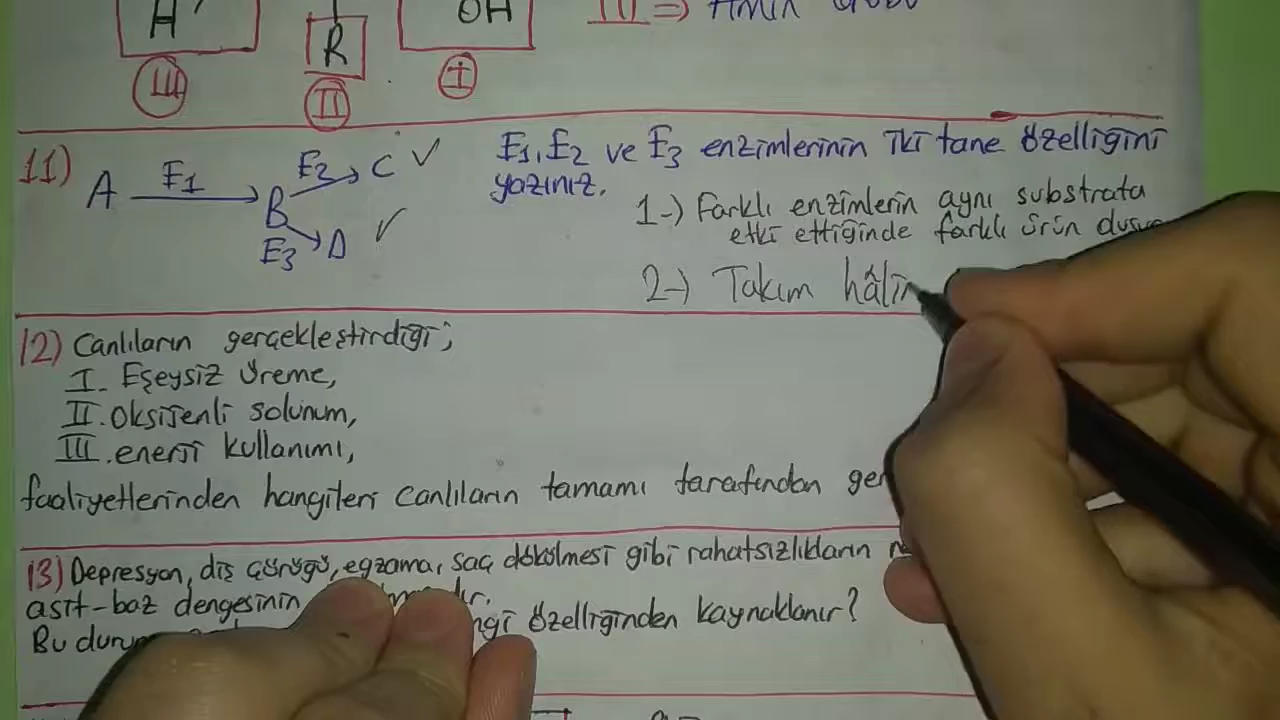 H
R
OH
III => Amin Grubu
III
II
I
11)
A E1 B E2 C ✓
E3 D ✓
E1, E2 ve E3 enzimlerinin iki tane özelliğini
yazınız.
1-) Farklı enzimlerin aynı substrata
etki ettiğinde farklı ürün
2-) Takım hâlin
12) Canlıların gerçekleştirdiği;
I. Eşeysiz üreme,
II. Oksijenli solunum,
III. enerji kullanımı,
faaliyetlerinden hangileri canlıların tamamı tarafından
13) Depresyon, diş çürüğü, egzama, saç dökülmesi gibi rahatsızlıkların
asit-baz dengesinin
Bu özelliğinden kaynaklanır?